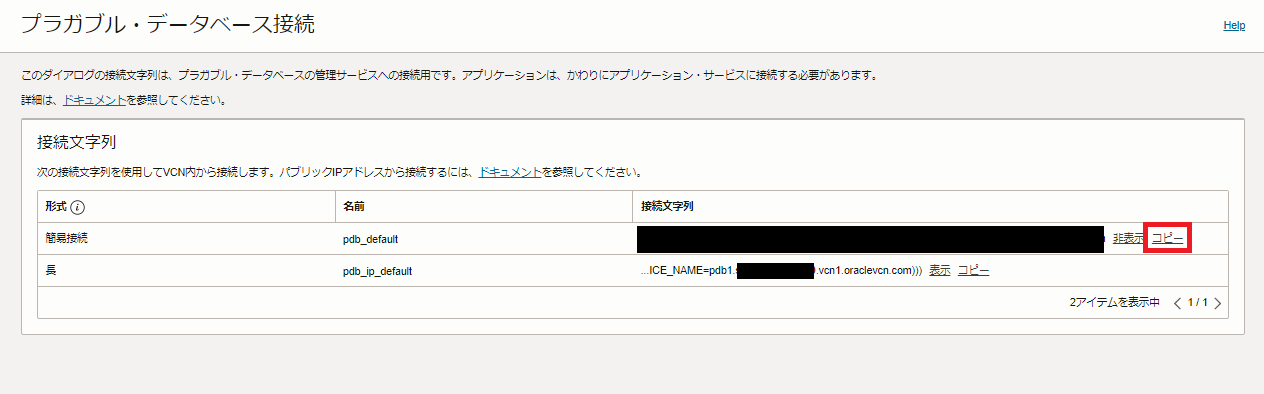 プラガブル・データベース接続
Help
このダイアログの接続文字列は、プラガブル・データベースの管理サービスへの接続用です。アプリケーションは、かわりにアプリケーション・サービスに接続する必要があります。
詳細は、ドキュメントを参照してください。
接続文字列
次の接続文字列を使用してVCN内から接続します。パブリックIPアドレスから接続するには、ドキュメントを参照してください。
形式 i 名前 接続文字列
簡易接続 pdb_default 非表示 コピー
長 pdb_ip_default ...ICE_NAME=pdb1. .vcn1.oraclevcn.com))) 表示 コピー
2アイテムを表示中 < 1 / 1 >